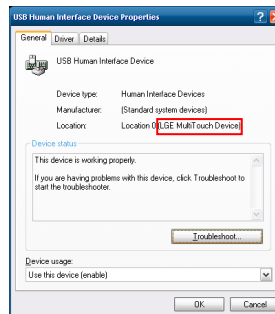 USB Human Interface Device Properties
General Driver Details
USB Human Interface Device
Device type: Human Interface Devices
Manufacturer: (Standard system devices)
Location: Location 0 (LGE MultiTouch Device)
Device status
This device is working properly.
If you are having problems with this device, click Troubleshoot to
start the troubleshooter.
Troubleshoot...
Device usage:
Use this device (enable)
OK Cancel